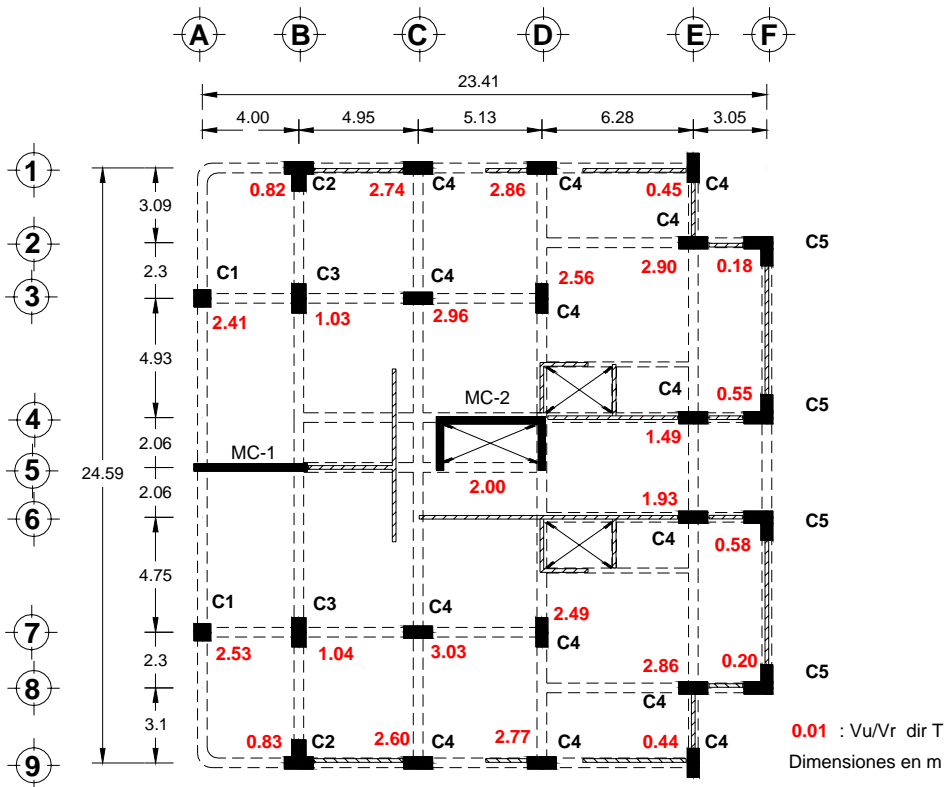 A B C D E F
23.41
4.00 4.95 5.13 6.28 3.05
1
0.82 C2 2.74 C4 2.86 C4 0.45 C4
3.09
C4
2
2.90 0.18 C5
2.3
C1 C3 C4 2.56
3
C4
2.41 1.03 2.96
4.93
MC-2 C4 0.55
4
C5
1.49
2.06
24.59
MC-1
5
2.00
2.06
1.93
6
C5
C4 0.58
4.75
C1 C3 C4 2.49
7
C4
2.53 1.04 3.03
2.3
2.86 0.20 C5
8
C4
3.1
0.83 C2 2.60 C4 2.77 C4 0.44 C4
9
0.01 : Vu/Vr dir T
Dimensiones en m